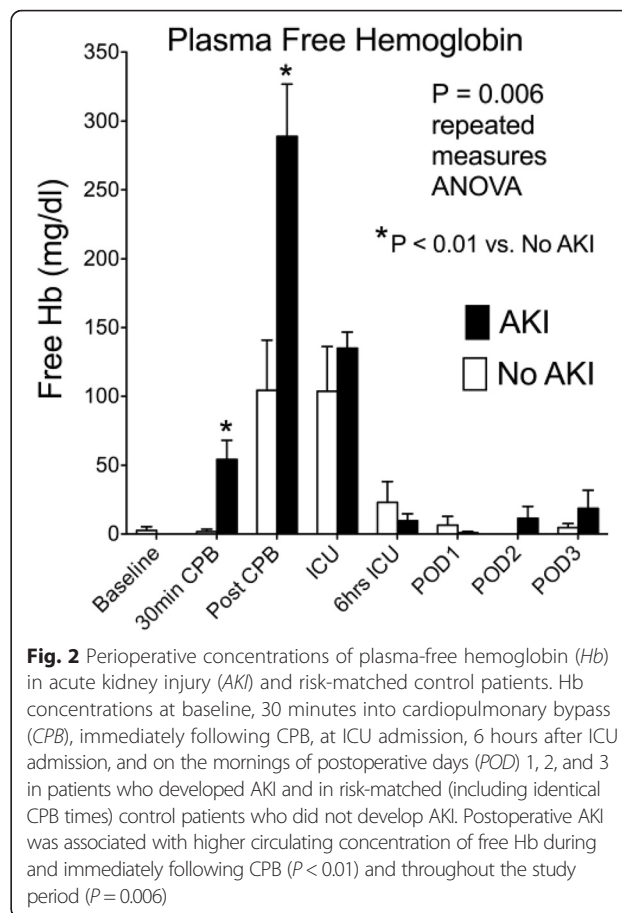 Plasma Free Hemoglobin
350
300
250
200
150
100
50
0
Free Hb (mg/dl)
*
*
P = 0.006
repeated
measures
ANOVA
*P < 0.01 vs. No AKI
AKI
No AKI
Baseline
30min CPB
Post CPB
ICU
6hrs ICU
POD1
POD2
POD3
Fig. 2 Perioperative concentrations of plasma-free hemoglobin (Hb)
in acute kidney injury (AKI) and risk-matched control patients. Hb
concentrations at baseline, 30 minutes into cardiopulmonary bypass
(CPB), immediately following CPB, at ICU admission, 6 hours after ICU
admission, and on the mornings of postoperative days (POD) 1, 2, and 3
in patients who developed AKI and in risk-matched (including identical
CPB times) control patients who did not develop AKI. Postoperative AKI
was associated with higher circulating concentration of free Hb during
and immediately following CPB (P < 0.01) and throughout the study
period (P = 0.006)